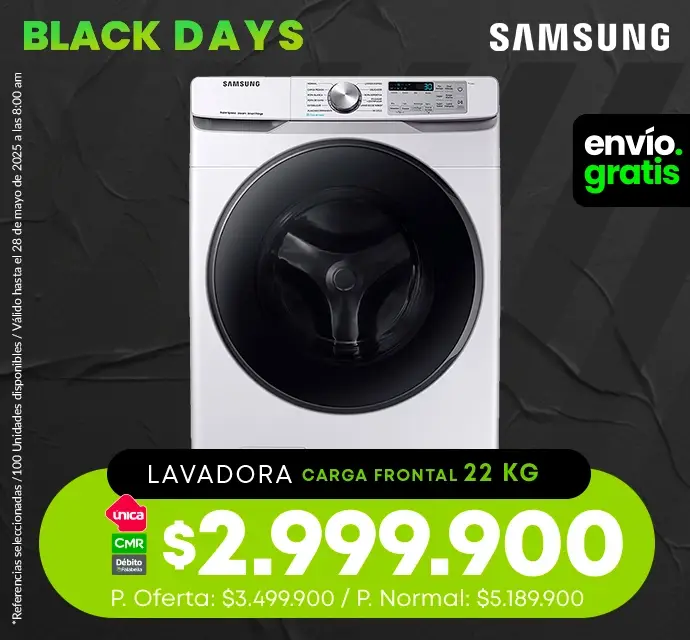 BLACK DAYS
SAMSUNG
envío.
gratis
*Referencias seleccionadas / 100 Unidades disponibles / Válido hasta el 28 de mayo de 2025 a las 8:00 am
SAMSUNG
30
LAVADORA CARGA FRONTAL 22 KG
única
CMR
Débito
Falabella
$2.999.900
P. Oferta: $3.499.900 / P. Normal: $5.189.900